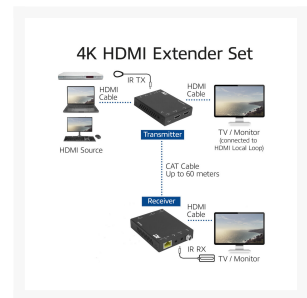 4K HDMI Extender Set
IR TX
HDMI
Cable
HDMI
Cable
Transmitter
TV / Monitor
(connected to
HDMI Local Loop)
HDMI Source
CAT Cable
Up to 60 meters
Receiver
HDMI
Cable
IR RX
TV / Monitor